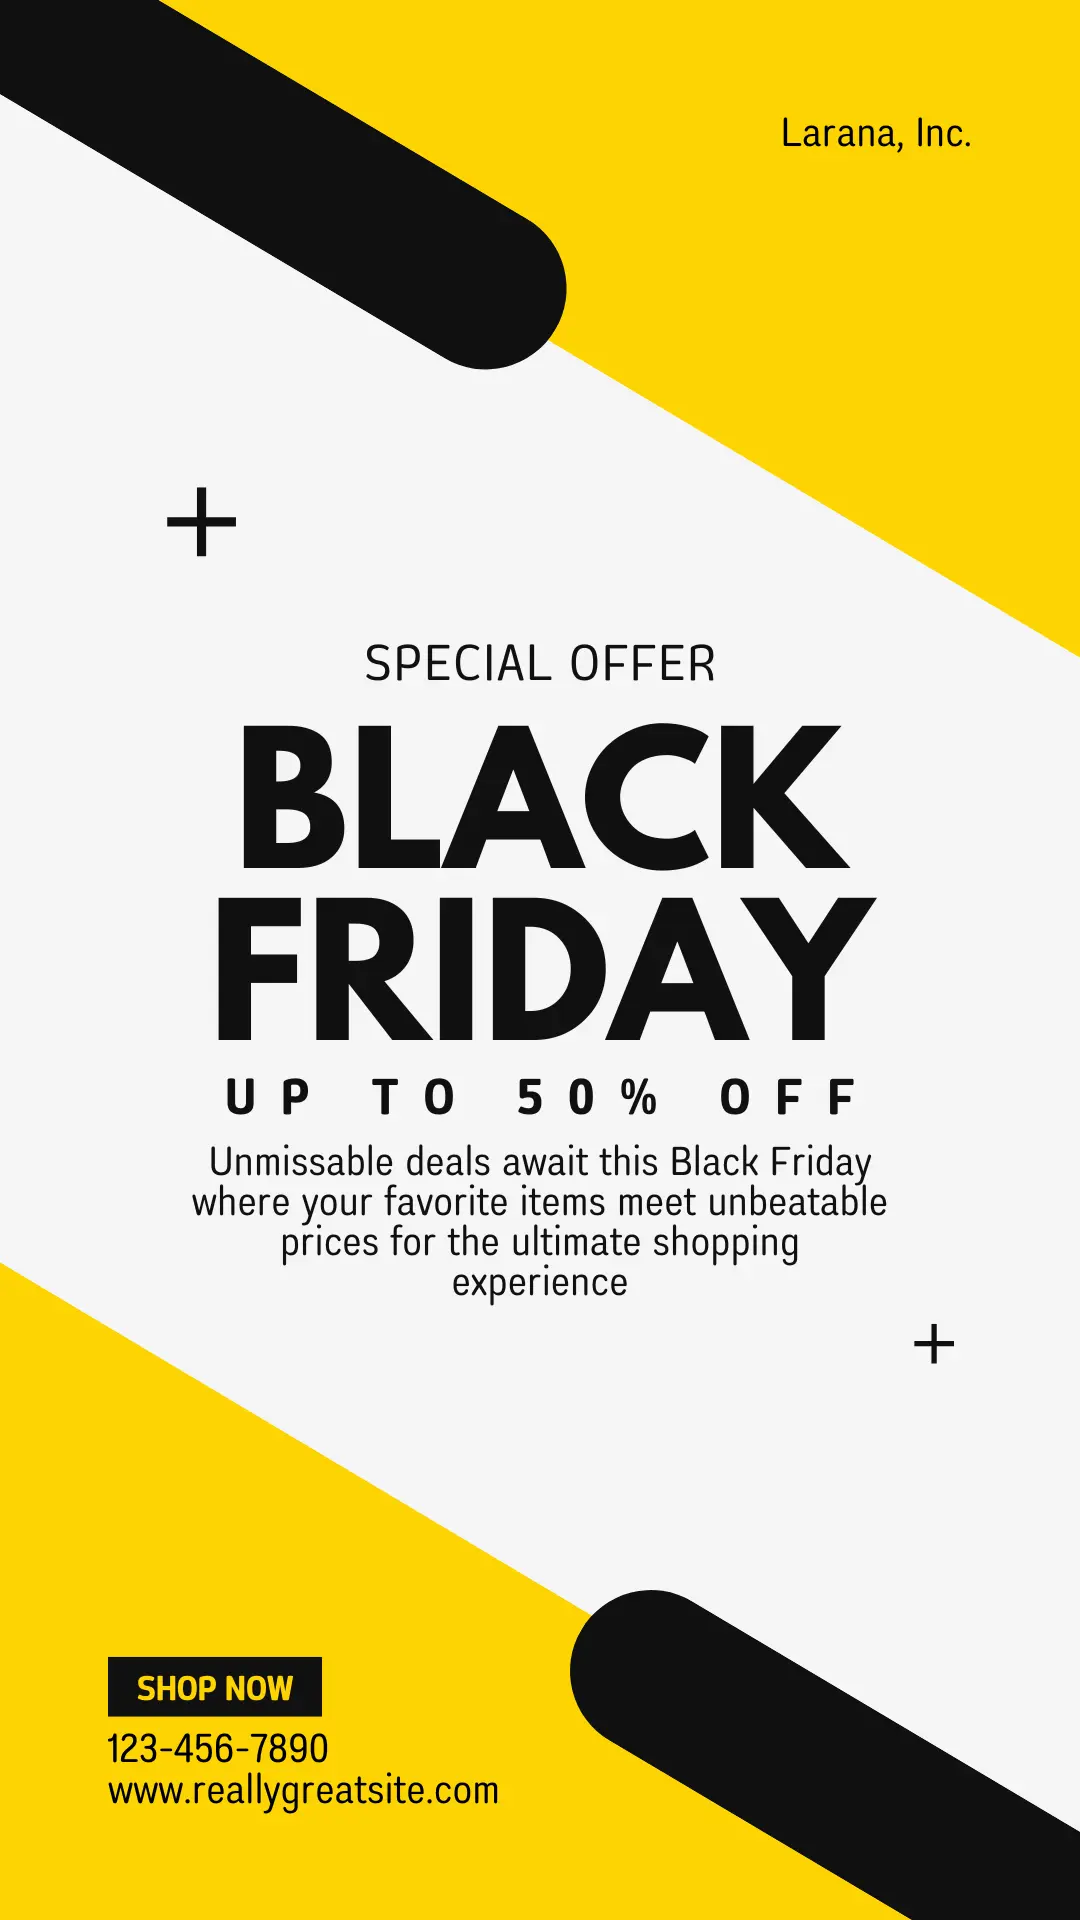 Larana, Inc.
SPECIAL OFFER
BLACK
FRIDAY
UP TO 50% OFF
Unmissable deals await this Black Friday
where your favorite items meet unbeatable
prices for the ultimate shopping
experience
SHOP NOW
123-456-7890
www.reallygreatsite.com